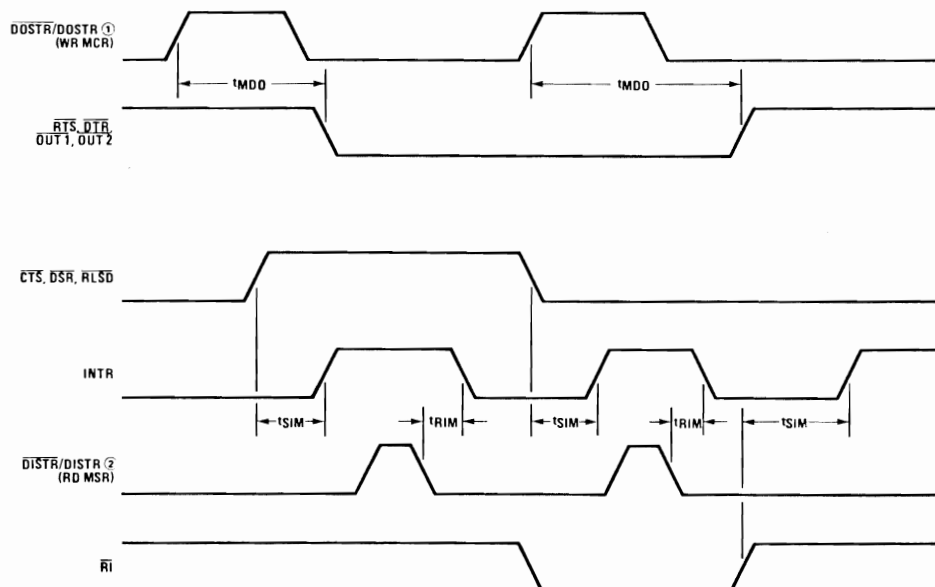 DOSTR/DOSTR ①
(WR MCR)
tMDO
tMDO
RTS, DTR,
OUT 1, OUT 2
CTS, DSR, RLSD
INTR
tSIM
tRIM
tSIM
tRIM
tSIM
DISTR/DISTR ②
(RD MSR)
RI